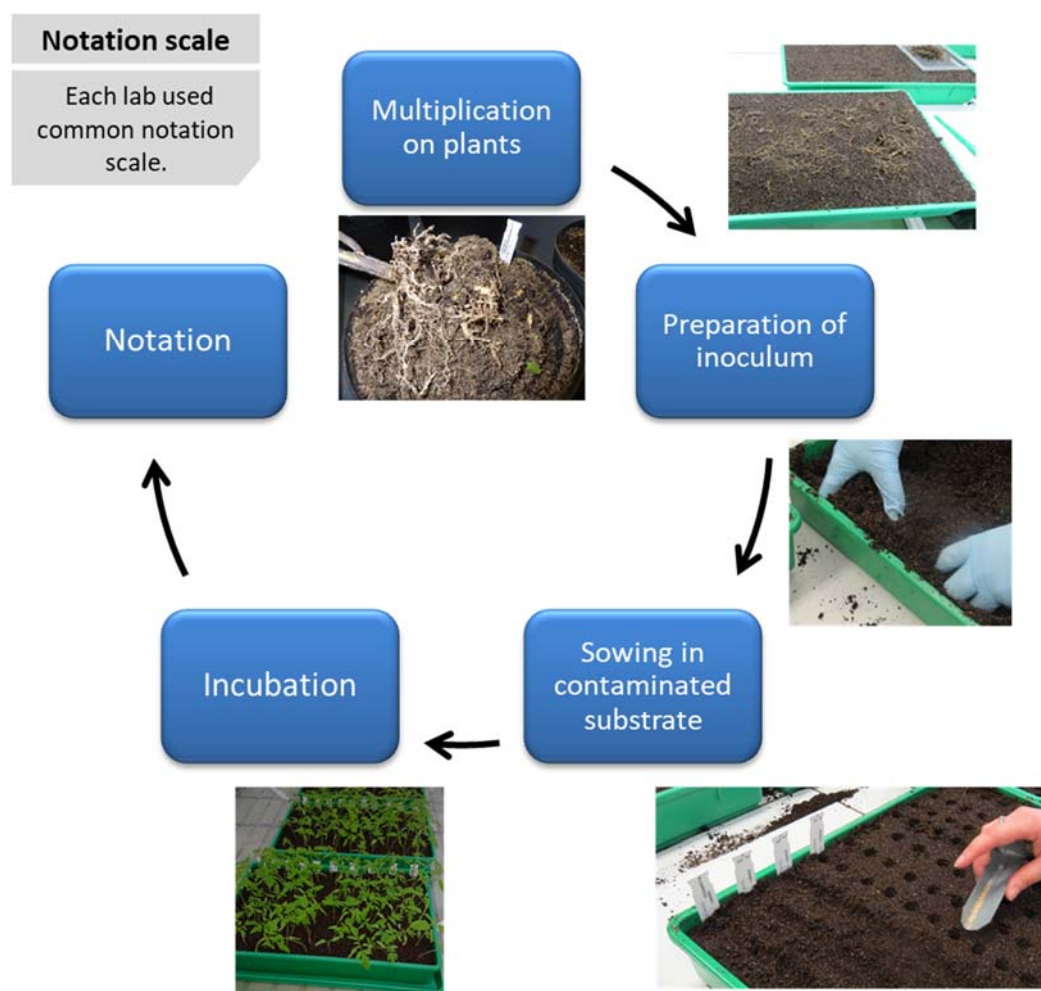 Notation scale
Each lab used
common notation
scale.
Multiplication
on plants
Preparation of
inoculum
Notation
Sowing in
contaminated
substrate
Incubation